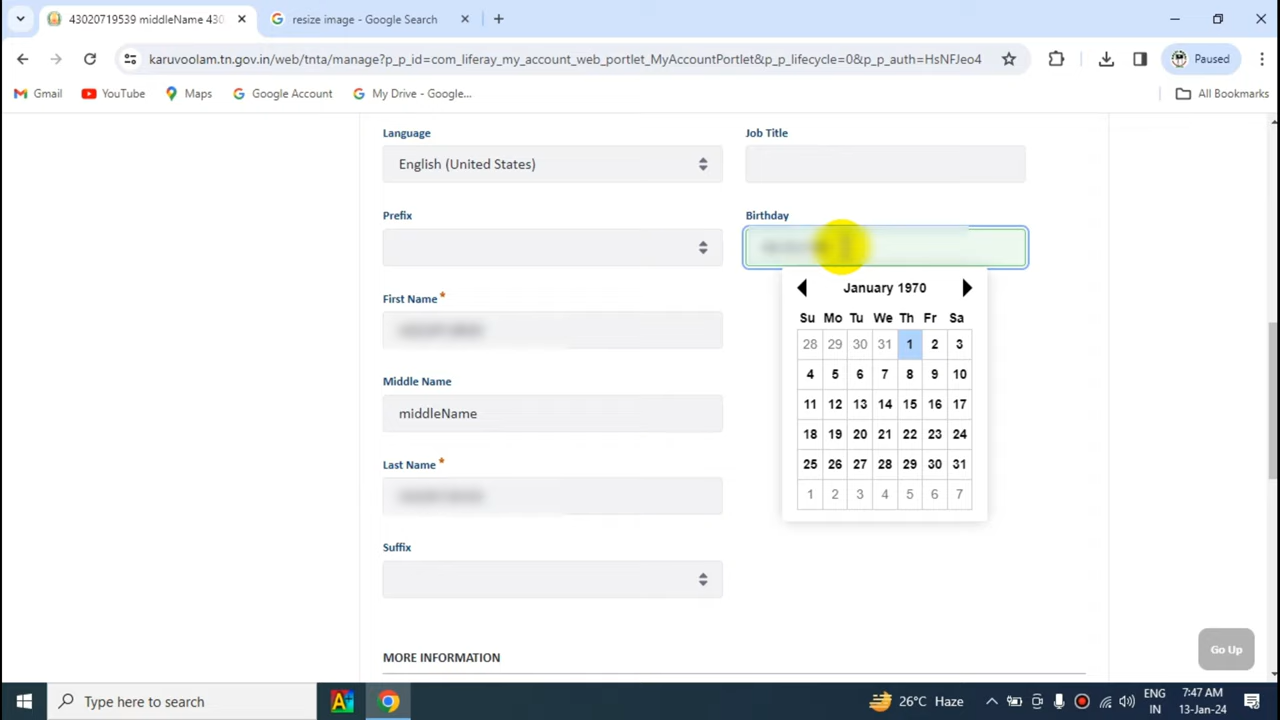 43020719539 middleName 430
resize image - Google Search
karuvoolam.tn.gov.in/web/tnta/manage?p_p_id=com_liferay_my_account_web_portlet_MyAccountPortlet&p_p_lifecycle=0&p_p_auth=HsNFJeo4
Paused
Gmail
YouTube
Maps
Google Account
My Drive - Google...
All Bookmarks
Language
Job Title
English (United States)
Prefix
Birthday
January 1970
Su Mo Tu We Th Fr Sa
28 29 30 31 1 2 3
4 5 6 7 8 9 10
11 12 13 14 15 16 17
18 19 20 21 22 23 24
25 26 27 28 29 30 31
1 2 3 4 5 6 7
First Name *
Middle Name
middleName
Last Name *
Suffix
MORE INFORMATION
Go Up
Type here to search
26°C Haze
ENG
IN
7:47 AM
13-Jan-24